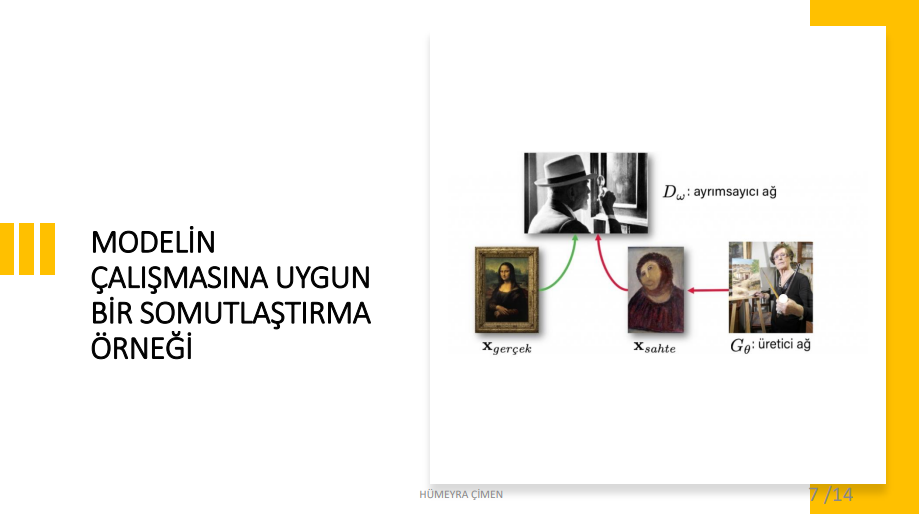 MODELİN
ÇALIŞMASINA UYGUN
BİR SOMUTLAŞTIRMA
ÖRNEĞİ
D_ω: ayrımsayıcı ağ
x_gerçek
x_sahte
G_θ: üretici ağ
HÜMEYRA ÇİMEN
7 /14